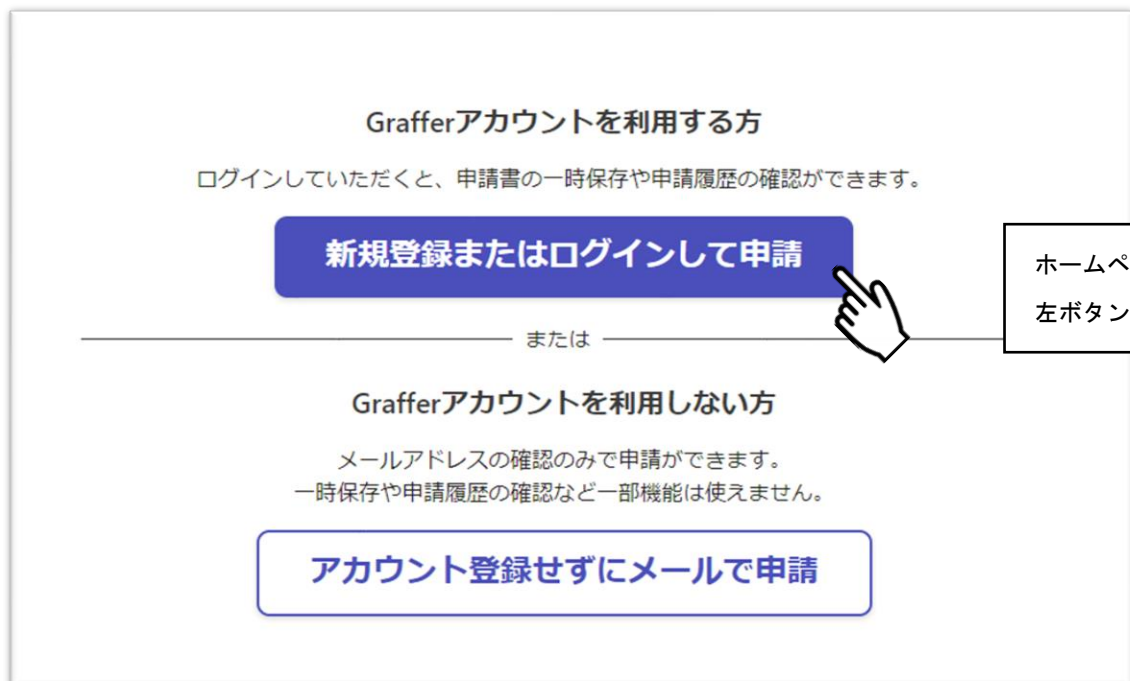 Grafferアカウントを利用する方
ログインしていただくと、申請書の一時保存や申請履歴の確認ができます。
新規登録またはログインして申請
ホームペ
左ボタン
または
Grafferアカウントを利用しない方
メールアドレスの確認のみで申請ができます。
一時保存や申請履歴の確認など一部機能は使えません。
アカウント登録せずにメールで申請